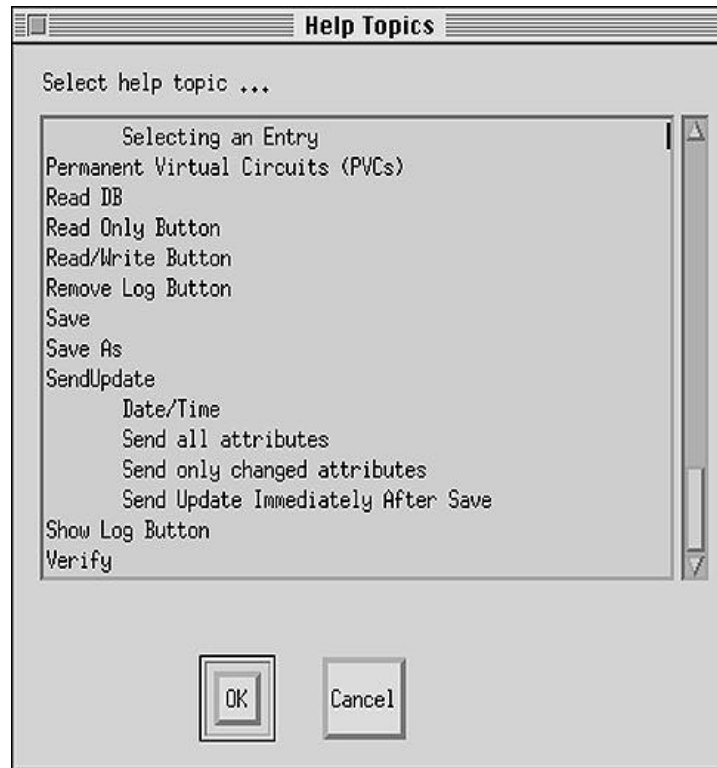 Help Topics
Select help topic ...
Selecting an Entry
Permanent Virtual Circuits (PVCs)
Read DB
Read Only Button
Read/Write Button
Remove Log Button
Save
Save As
SendUpdate
Date/Time
Send all attributes
Send only changed attributes
Send Update Immediately After Save
Show Log Button
Verify
OK Cancel